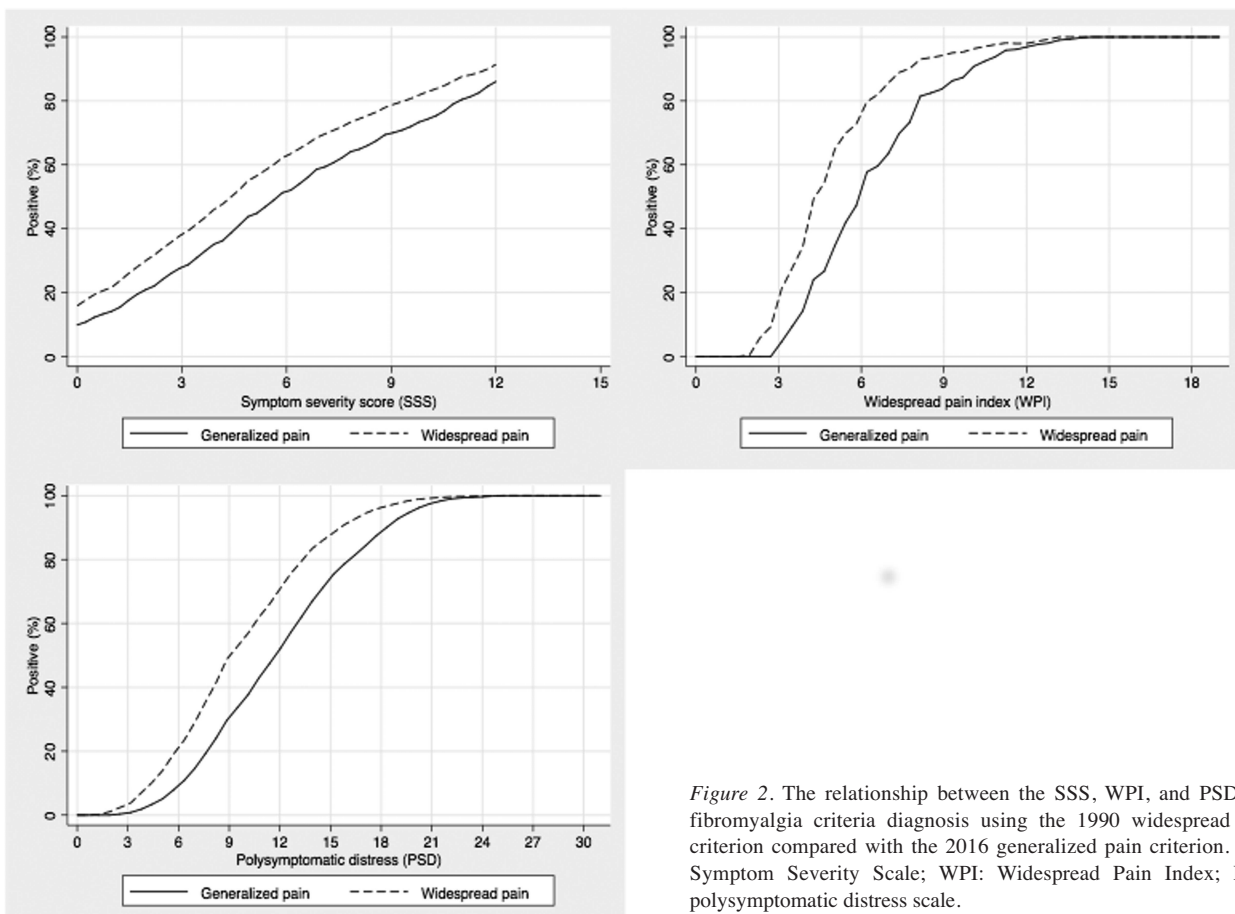 100
80
60
40
20
0
Positive (%)
0 3 6 9 12 15
Symptom severity score (SSS)
Generalized pain Widespread pain
100
80
60
40
20
0
Positive (%)
0 3 6 9 12 15 18
Widespread pain index (WPI)
Generalized pain Widespread pain
100
80
60
40
20
0
Positive (%)
0 3 6 9 12 15 18 21 24 27 30
Polysymptomatic distress (PSD)
Generalized pain Widespread pain
Figure 2. The relationship between the SSS, WPI, and PSD
fibromyalgia criteria diagnosis using the 1990 widespread
criterion compared with the 2016 generalized pain criterion.
Symptom Severity Scale; WPI: Widespread Pain Index;
polysymptomatic distress scale.